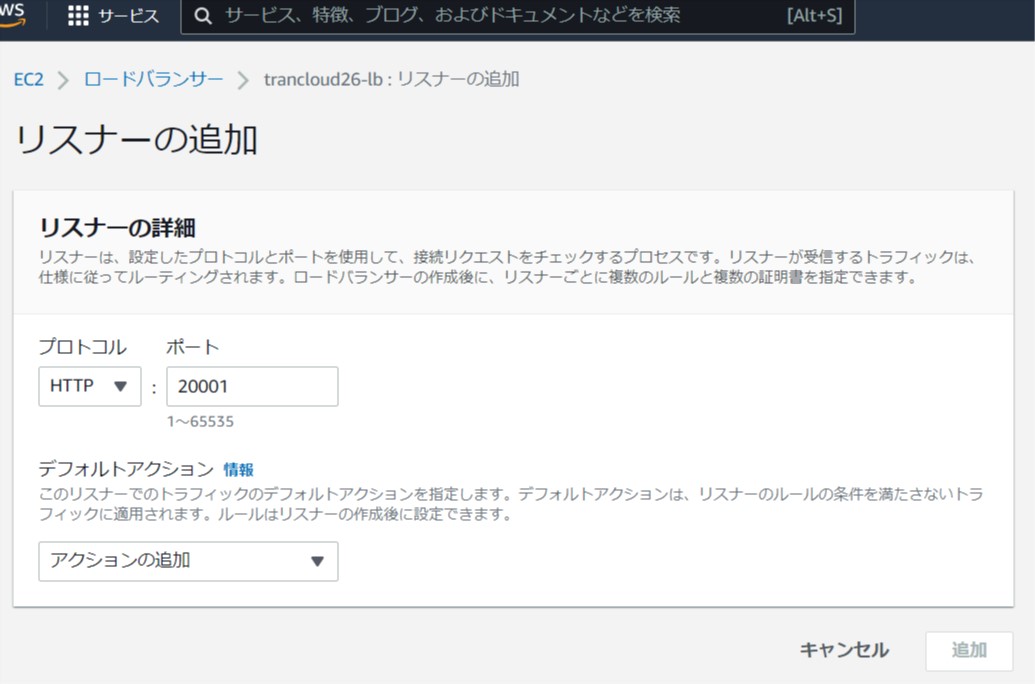 WS サービス サービス、特徴、ブログ、およびドキュメントなどを検索 [Alt+S]
EC2 > ロードバランサー > trancloud26-lb : リスナーの追加
リスナーの追加
リスナーの詳細
リスナーは、設定したプロトコルとポートを使用して、接続リクエストをチェックするプロセスです。リスナーが受信するトラフィックは、
仕様に従ってルーティングされます。ロードバランサーの作成後に、リスナーごとに複数のルールと複数の証明書を指定できます。
プロトコル ポート
HTTP : 20001
1～65535
デフォルトアクション 情報
このリスナーでのトラフィックのデフォルトアクションを指定します。デフォルトアクションは、リスナーのルールの条件を満たさないトラ
フィックに適用されます。ルールはリスナーの作成後に設定できます。
アクションの追加
キャンセル 追加